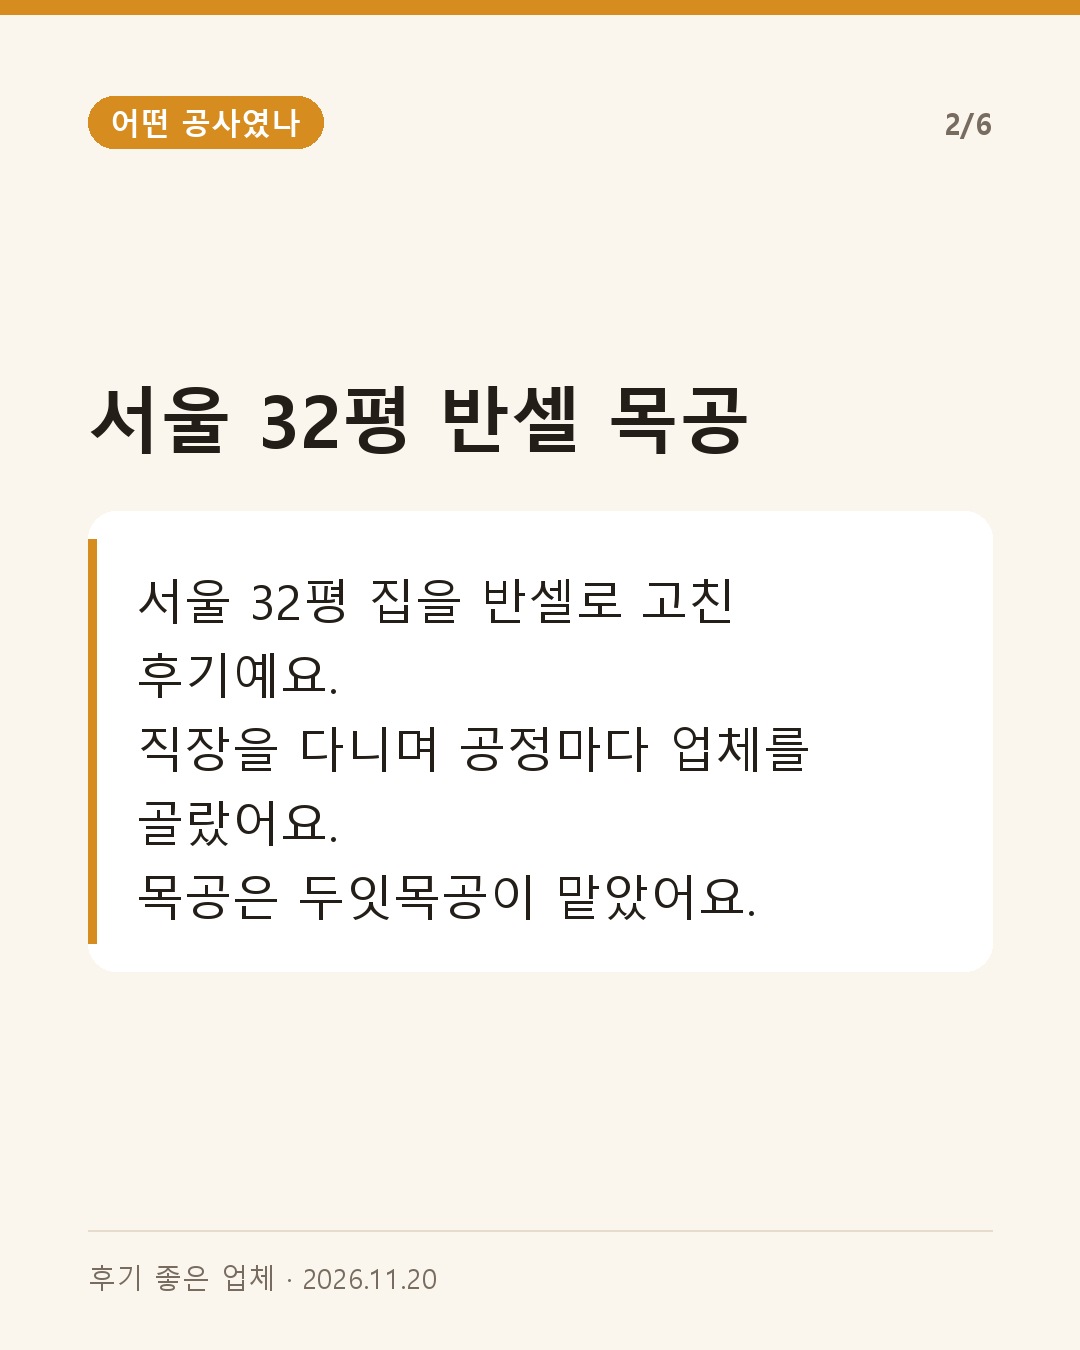 어떤 공사였나
2/6
서울 32평 반셀 목공
서울 32평 집을 반셀로 고친
후기예요.
직장을 다니며 공정마다 업체를
골랐어요.
목공은 두잇목공이 맡았어요.
후기 좋은 업체 · 2026.11.20